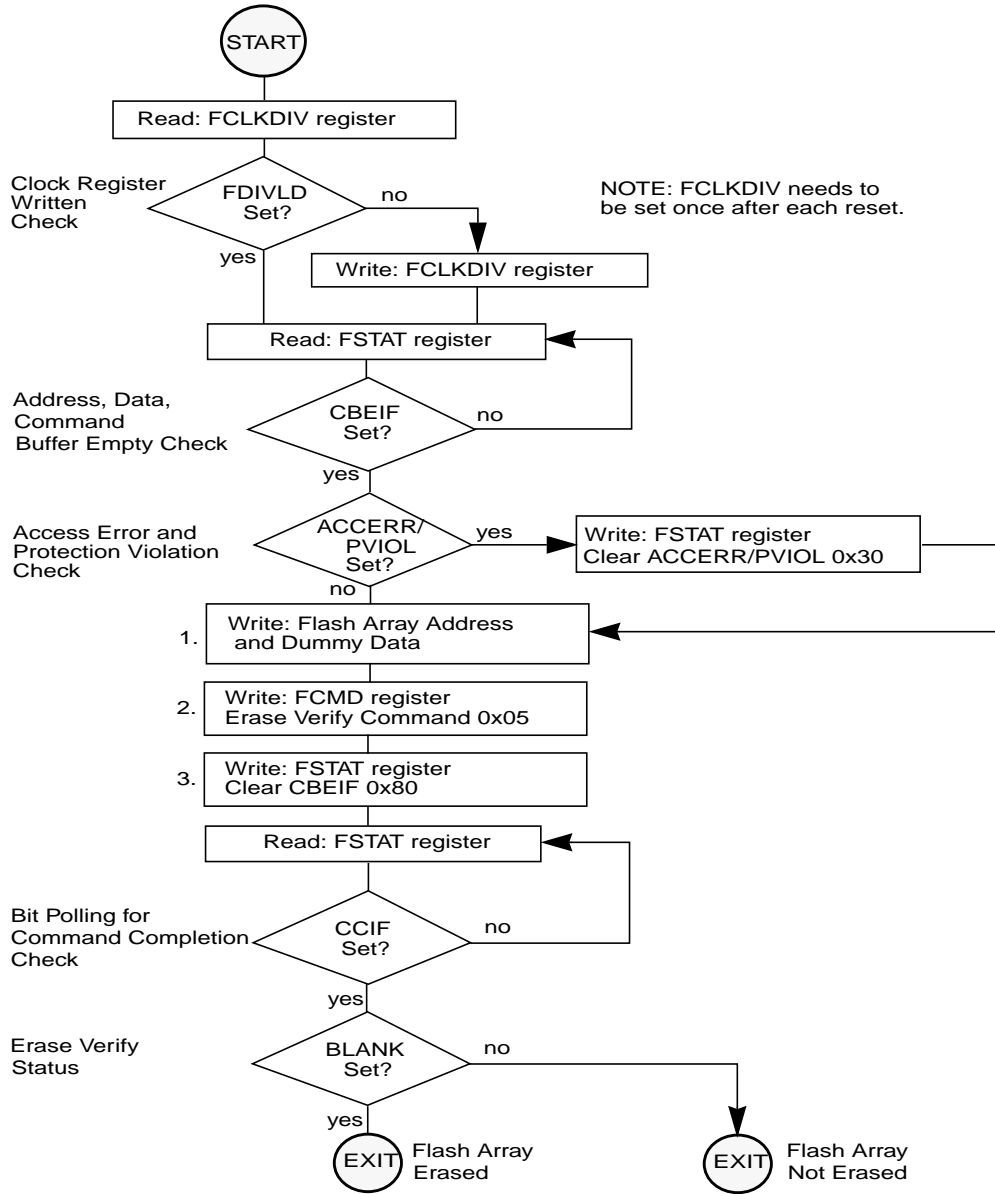 START
Read: FCLKDIV register
Clock Register
Written
Check
FDIVLD
Set?
no
yes
NOTE: FCLKDIV needs to
be set once after each reset.
Write: FCLKDIV register
Read: FSTAT register
Address, Data,
Command
Buffer Empty Check
CBEIF
Set?
no
yes
Access Error and
Protection Violation
Check
ACCERR/
PVIOL
Set?
yes
no
Write: FSTAT register
Clear ACCERR/PVIOL 0x30
1.
Write: Flash Array Address
and Dummy Data
2.
Write: FCMD register
Erase Verify Command 0x05
3.
Write: FSTAT register
Clear CBEIF 0x80
Read: FSTAT register
Bit Polling for
Command Completion
Check
CCIF
Set?
no
yes
Erase Verify
Status
BLANK
Set?
no
yes
EXIT
Flash Array
Erased
EXIT
Flash Array
Not Erased